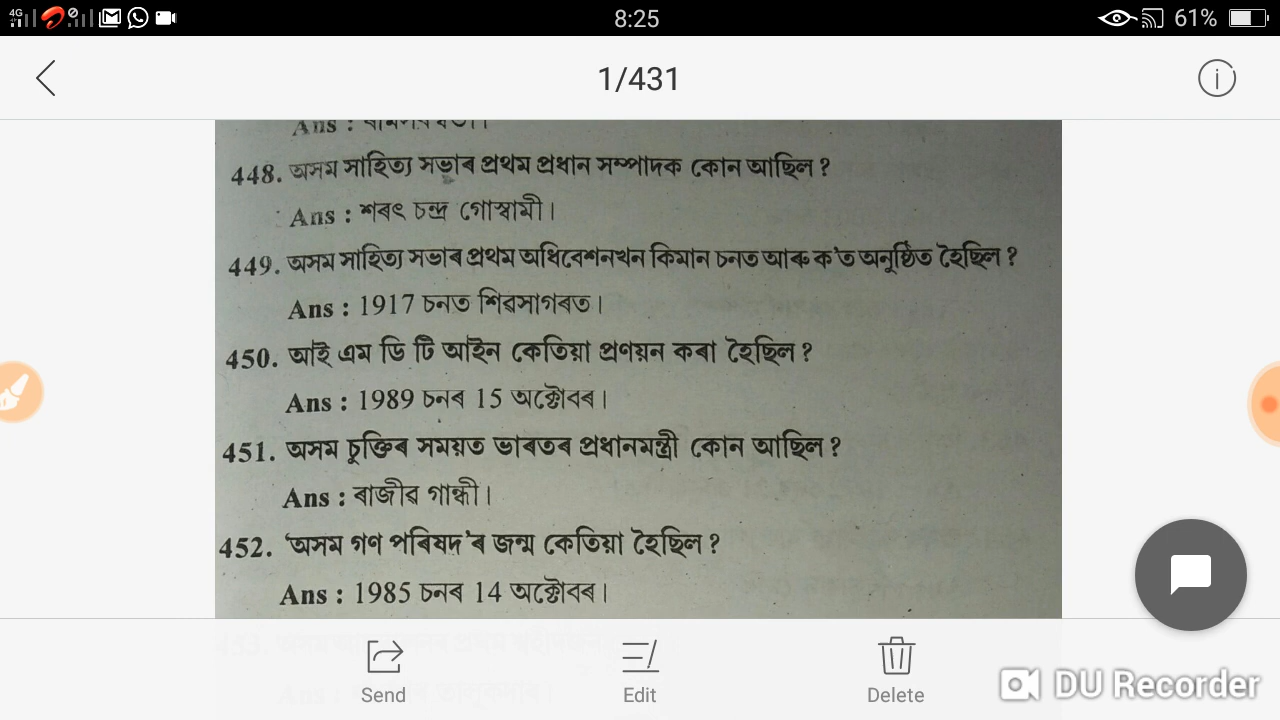 4G
8:25
61%
1/431
448. অসম সাহিত্য সভাৰ প্ৰথম প্ৰধান সম্পাদক কোন আছিল ?
Ans : শৰৎ চন্দ্ৰ গোস্বামী।
449. অসম সাহিত্য সভাৰ প্ৰথম অধিবেশনখন কিমান চনত আৰু ক'ত অনুষ্ঠিত হৈছিল ?
Ans : 1917 চনত শিৱসাগৰত।
450. আই এম ডি টি আইন কেতিয়া প্ৰণয়ন কৰা হৈছিল ?
Ans : 1989 চনৰ 15 অক্টোবৰ।
451. অসম চুক্তিৰ সময়ত ভাৰতৰ প্ৰধানমন্ত্ৰী কোন আছিল ?
Ans : ৰাজীৱ গান্ধী।
452. 'অসম গণ পৰিষদ'ৰ জন্ম কেতিয়া হৈছিল ?
Ans : 1985 চনৰ 14 অক্টোবৰ।
Send
Edit
Delete
DU Recorder